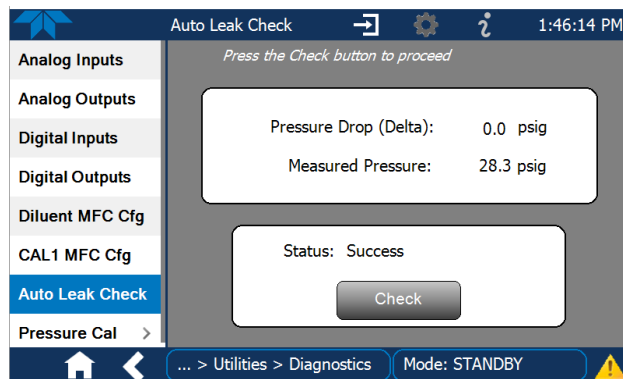 Auto Leak Check 1:46:14 PM
Analog Inputs
Analog Outputs
Digital Inputs
Digital Outputs
Diluent MFC Cfg
CAL1 MFC Cfg
Auto Leak Check
Pressure Cal >
Press the Check button to proceed
Pressure Drop (Delta): 0.0 psig
Measured Pressure: 28.3 psig
Status: Success
Check
... > Utilities > Diagnostics Mode: STANDBY